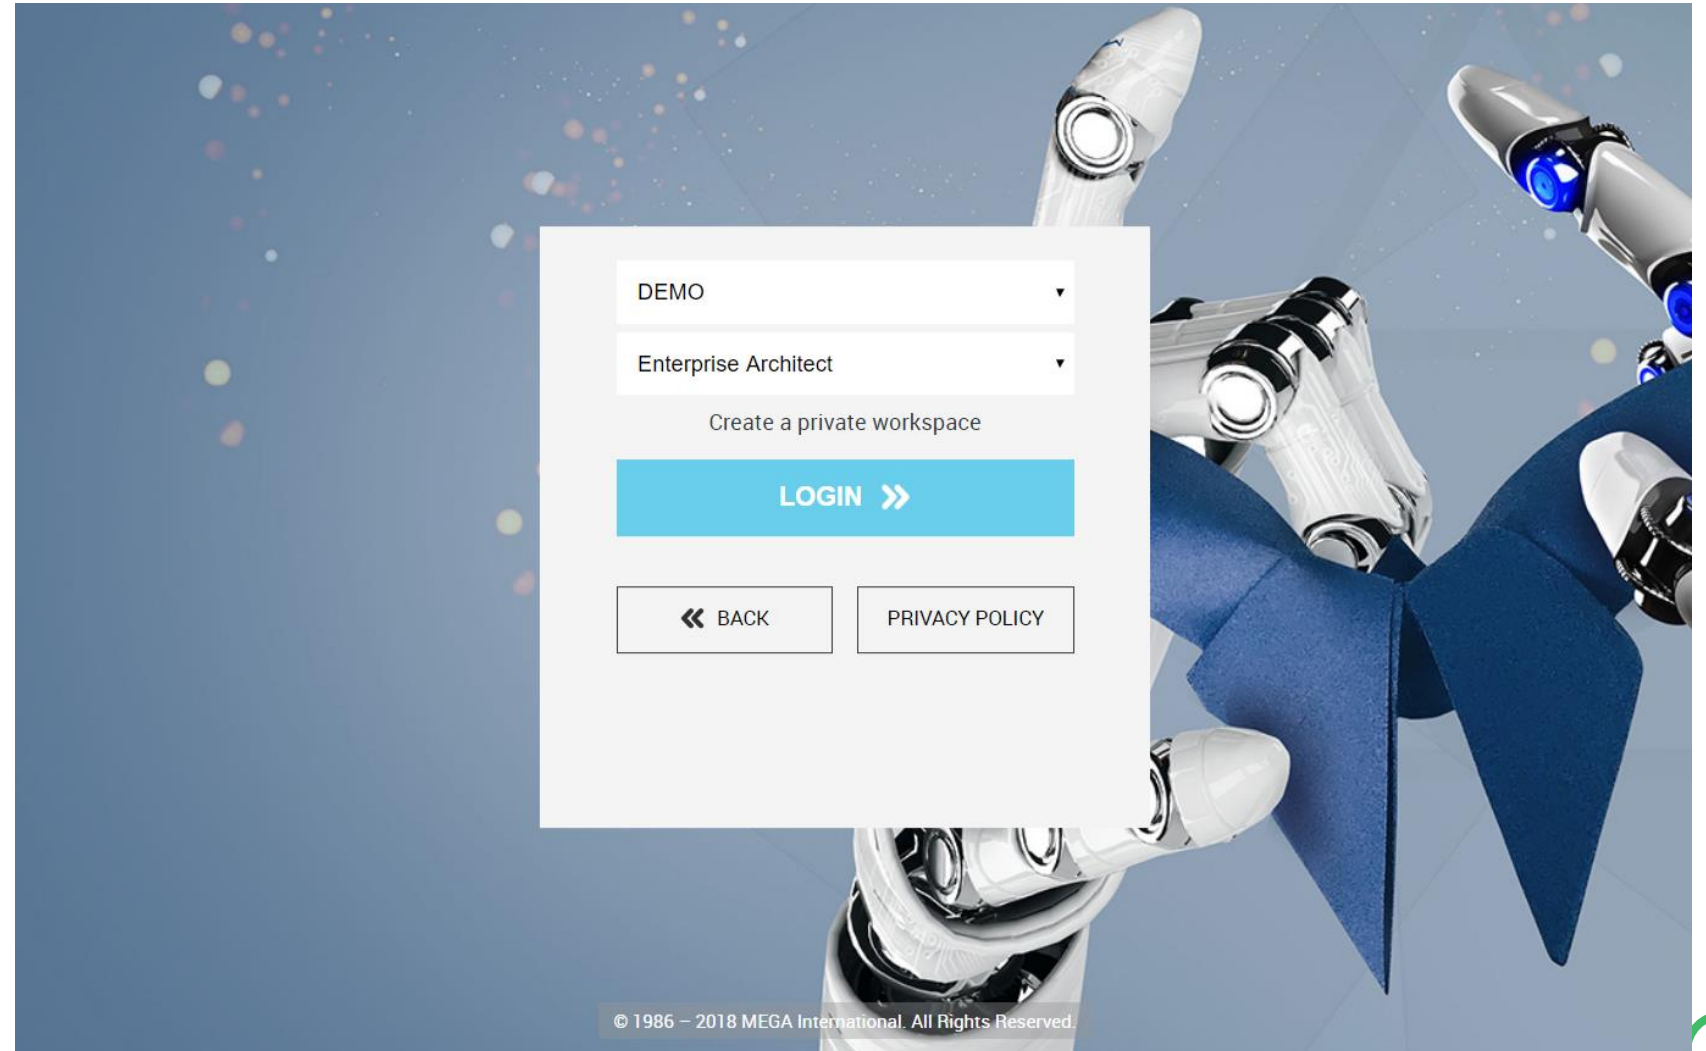 DEMO
Enterprise Architect
Create a private workspace
LOGIN
BACK
PRIVACY POLICY
© 1986 – 2018 MEGA International. All Rights Reserved.